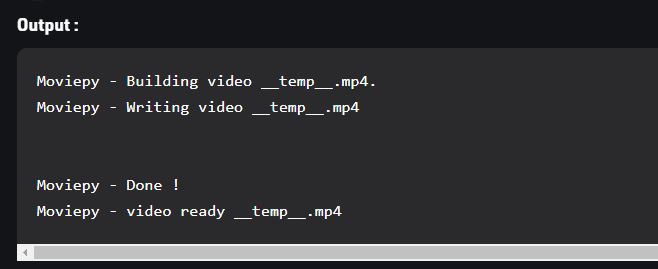 Output :
Moviepy - Building video __temp__.mp4.
Moviepy - Writing video __temp__.mp4
Moviepy - Done !
Moviepy - video ready __temp__.mp4